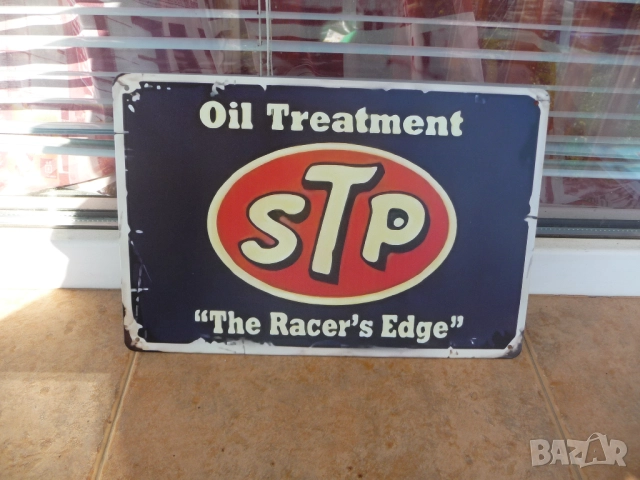 Oil Treatment
STP
“The Racer's Edge”
BAZAR